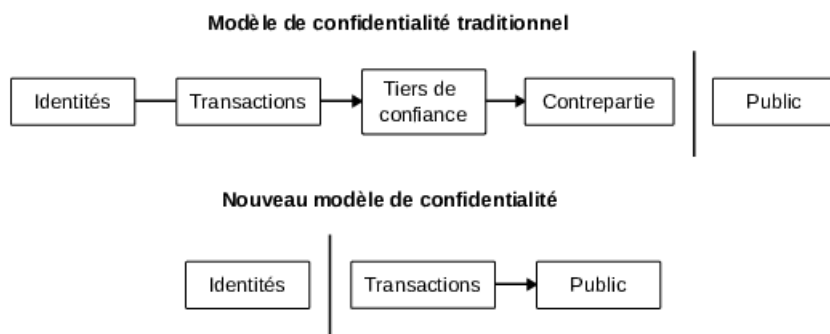 Modèle de confidentialité traditionnel
Identités
Transactions
Tiers de
confiance
Contrepartie
Public
Nouveau modèle de confidentialité
Identités
Transactions
Public